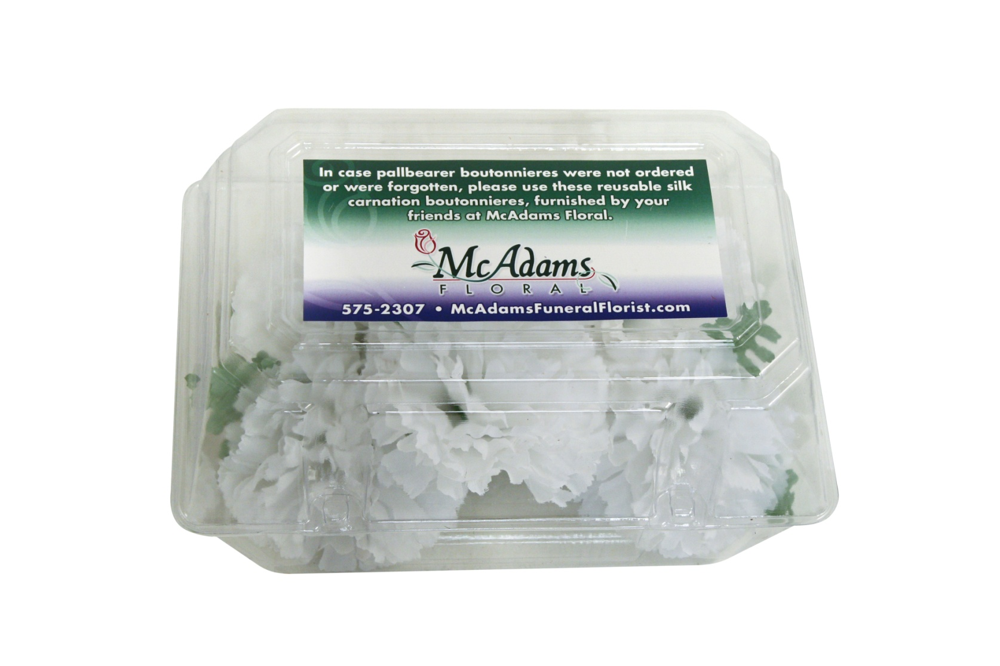 In case pallbearer boutonnieres were not ordered
or were forgotten, please use these reusable silk
carnation boutonnieres, furnished by your
friends at McAdams Floral.
McAdams
FLORAL
575-2307 • McAdamsFuneralFlorist.com